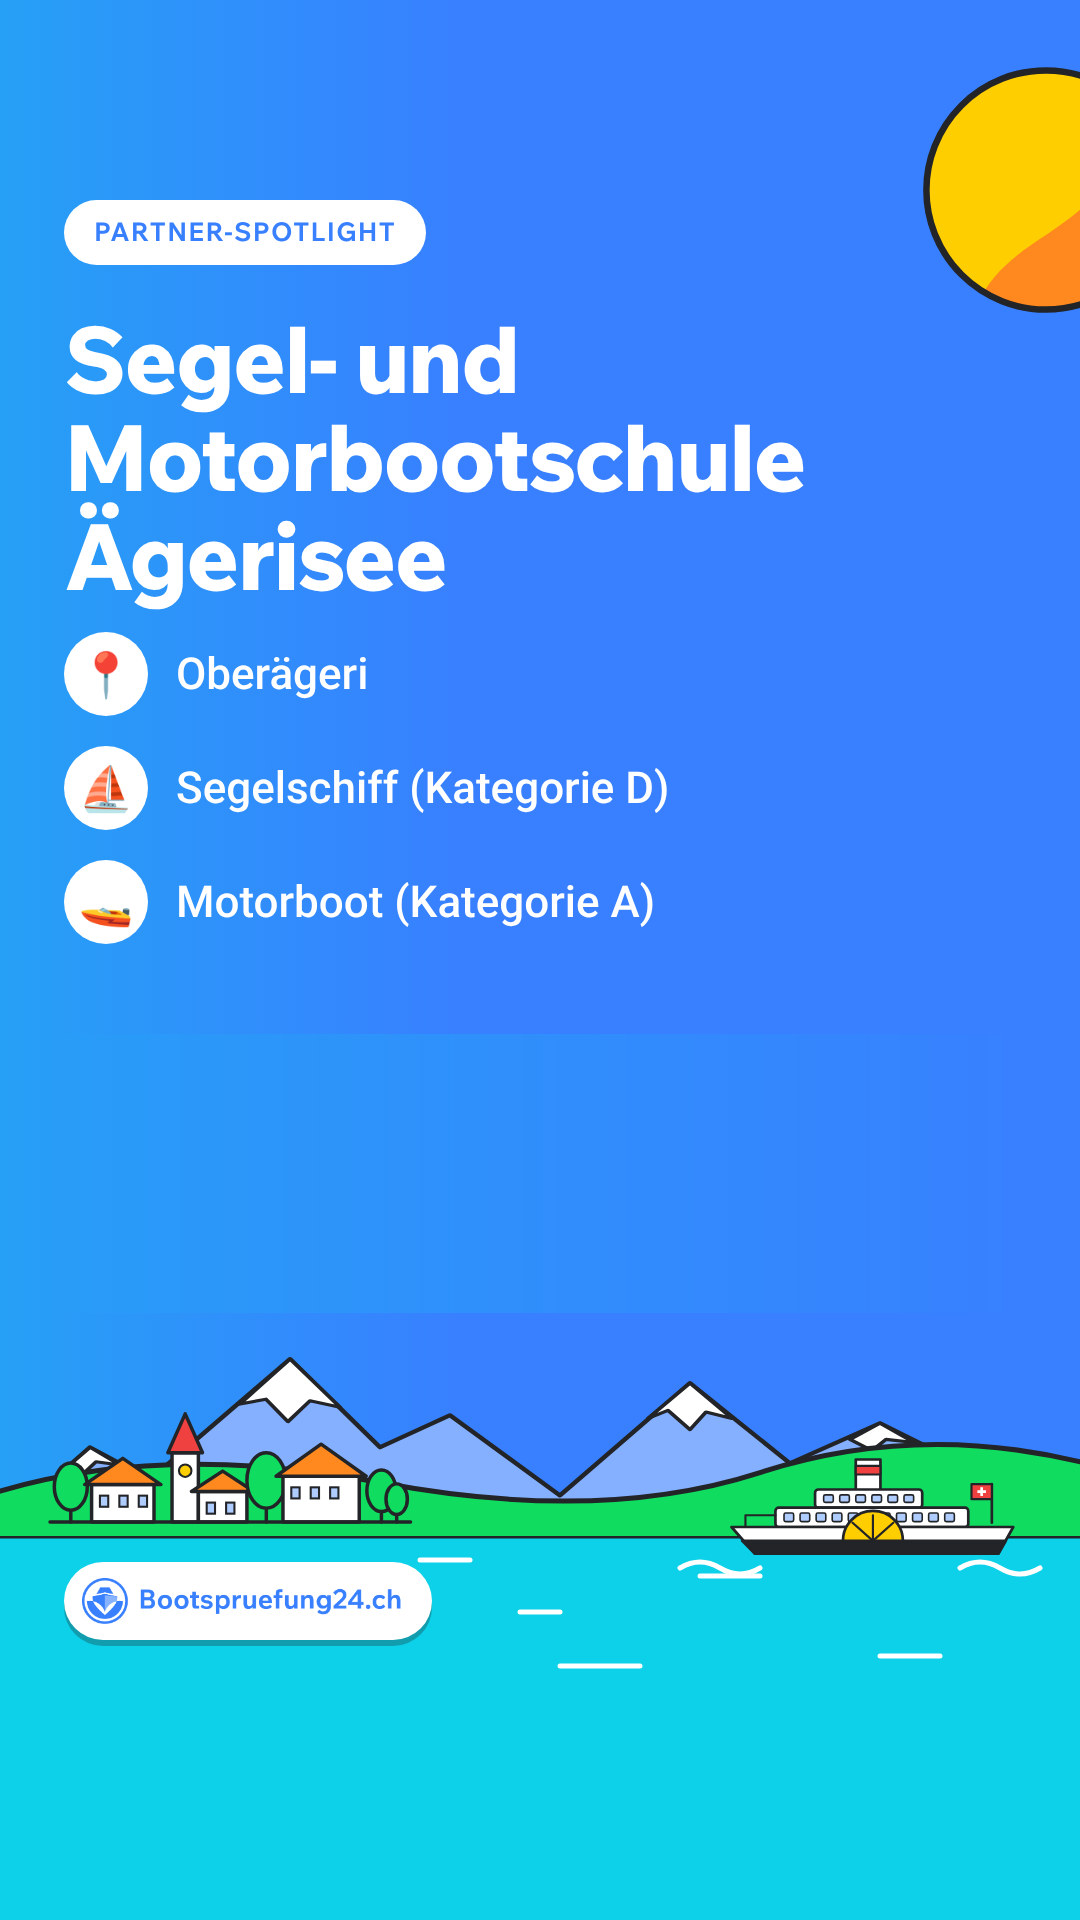 PARTNER-SPOTLIGHT
Segel- und
Motorbootschule
Ägerisee
Oberägeri
Segelschiff (Kategorie D)
Motorboot (Kategorie A)
Bootspruefung24.ch